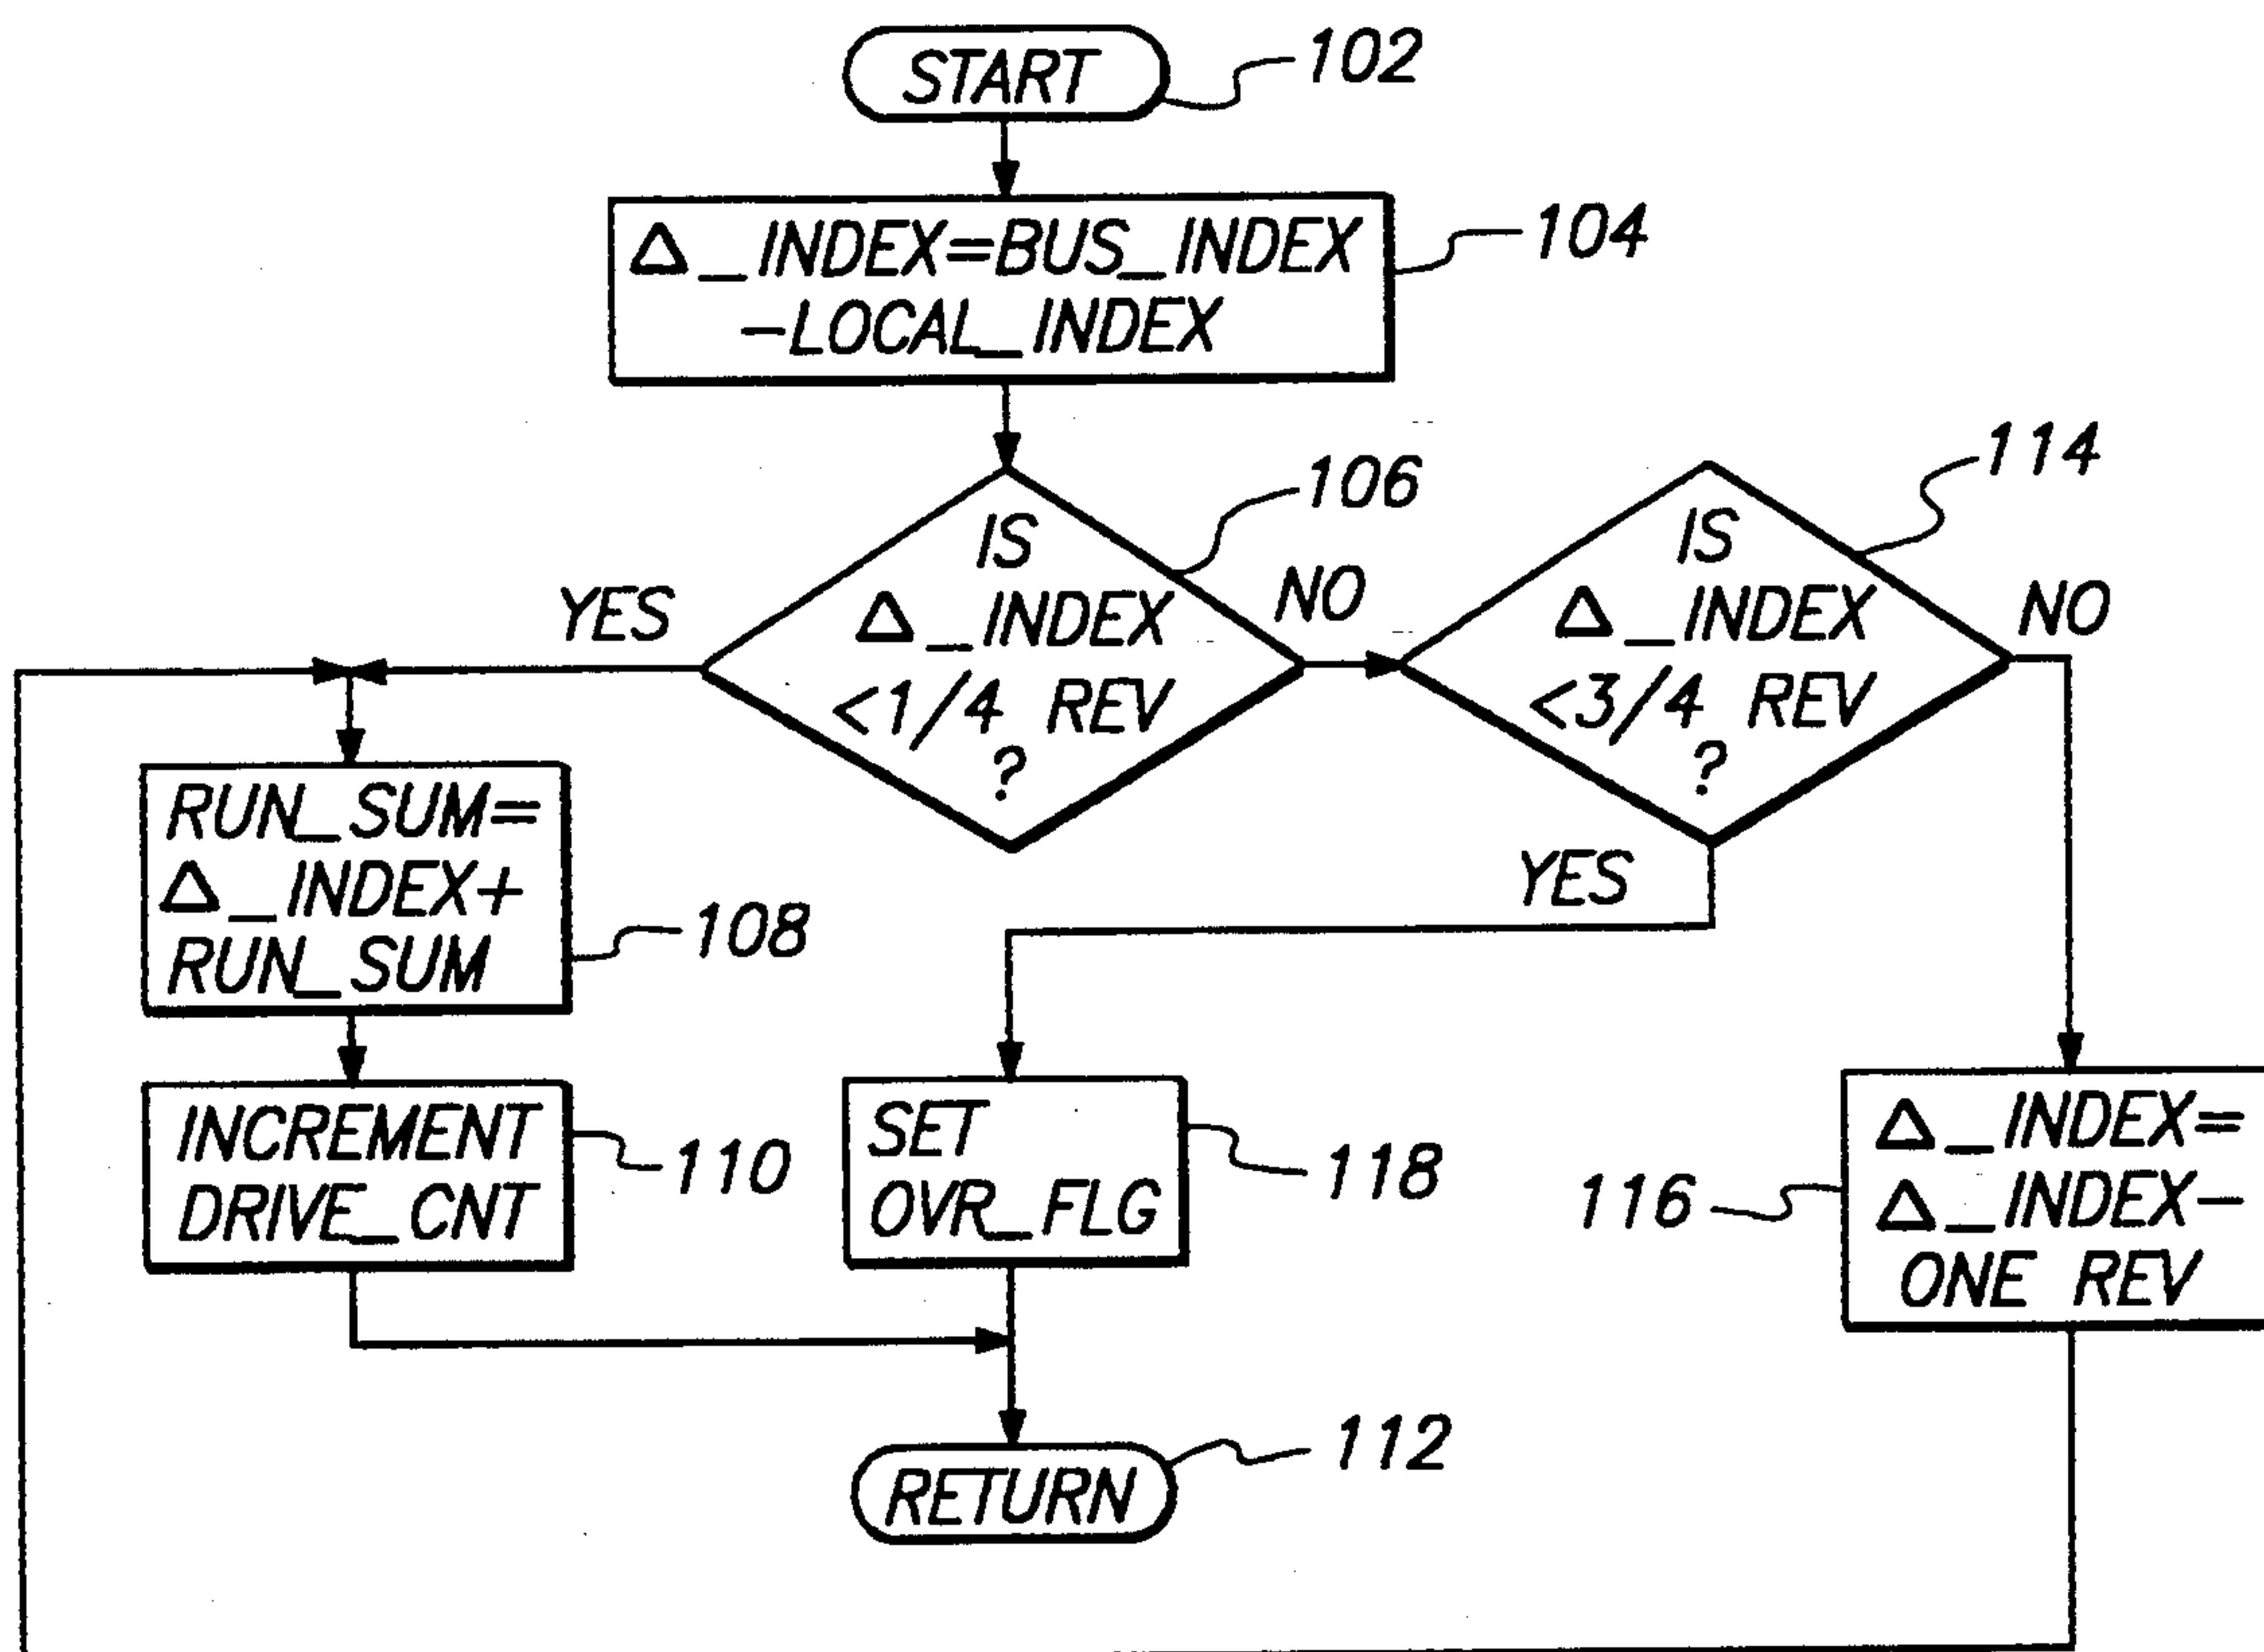 START
102
Δ_INDEX=BUS_INDEX
-LOCAL_INDEX
104
IS
Δ_INDEX
<1/4 REV
?
106
YES
NO
IS
Δ_INDEX
<3/4 REV
?
114
NO
YES
RUN_SUM=
Δ_INDEX+
RUN_SUM
108
INCREMENT
DRIVE_CNT
110
SET
OVR_FLG
118
Δ_INDEX=
Δ_INDEX-
ONE REV
116
RETURN
112